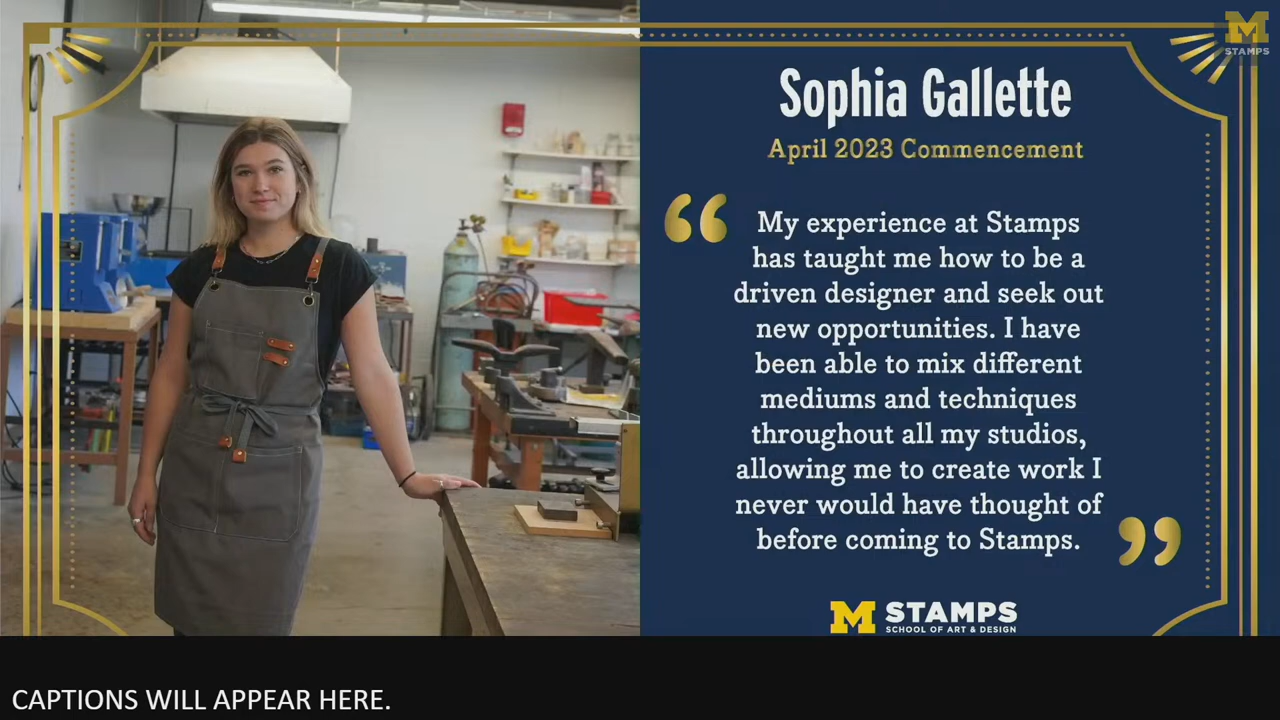 M
STAMPS
Sophia Gallette
April 2023 Commencement
“My experience at Stamps
has taught me how to be a
driven designer and seek out
new opportunities. I have
been able to mix different
mediums and techniques
throughout all my studios,
allowing me to create work I
never would have thought of
before coming to Stamps.”
M STAMPS
SCHOOL OF ART & DESIGN
CAPTIONS WILL APPEAR HERE.